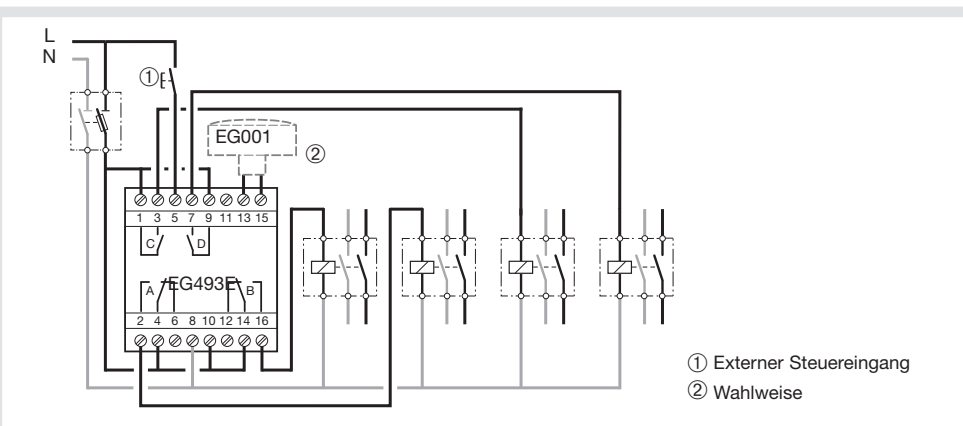 L
N
①
EG001
②
1 3 5 7 9 11 13 15
C D
A EG493E B
2 4 6 8 10 12 14 16
① Externer Steuereingang
② Wahlweise